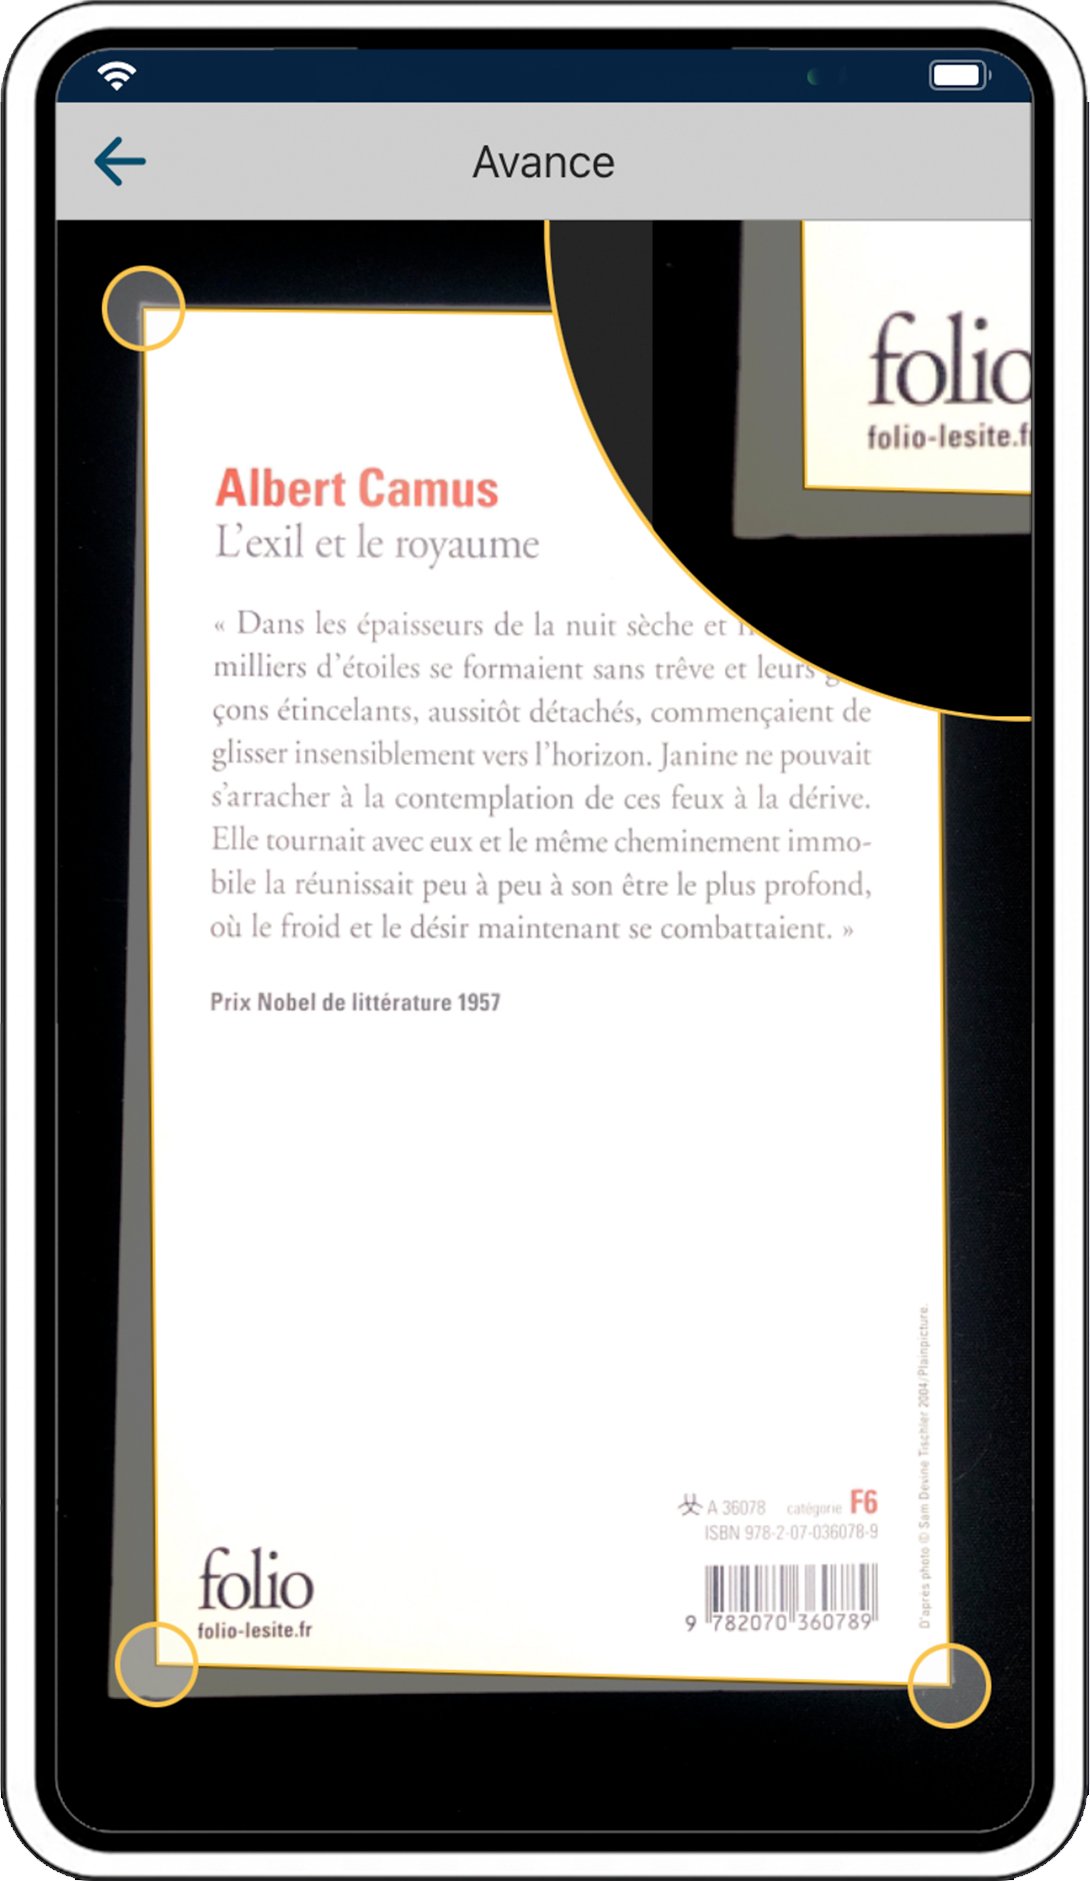 Avance
folio
folio-lesite.f
Albert Camus
L'exil et le royaume
« Dans les épaisseurs de la nuit sèche et
milliers d'étoiles se formaient sans trêve et leurs
çons étincelants, aussitôt détachés, commençaient de
glisser insensiblement vers l'horizon. Janine ne pouvait
s'arracher à la contemplation de ces feux à la dérive.
Elle tournait avec eux et le même cheminement immo-
bile la réunissait peu à peu à son être le plus profond,
où le froid et le désir maintenant se combattaient. »
Prix Nobel de littérature 1957
A 36078 catégorie F6
ISBN 978-2-07-036078-9
9 782070 360789
folio
folio-lesite.fr
D'après photo © Sam Devine Tischler 2004/Plainpicture.